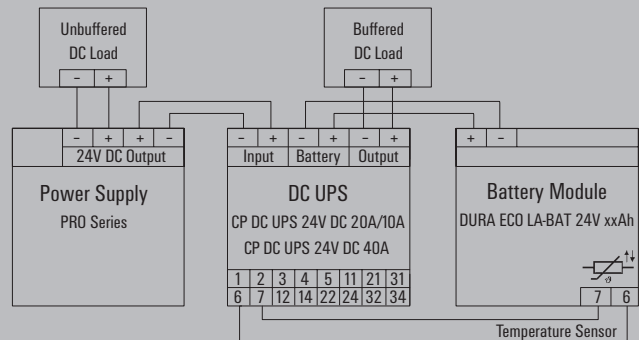 Unbuffered
DC Load
- +
Buffered
DC Load
- +
- + + -
24V DC Output
Power Supply
PRO Series
- + - + - +
Input Battery Output
DC UPS
CP DC UPS 24V DC 20A/10A
CP DC UPS 24V DC 40A
1 2 3 4 5 11 21 31
6 7 12 14 22 24 32 34
+ -
Battery Module
DURA ECO LA-BAT 24V xxAh
ϑ
7 6
Temperature Sensor